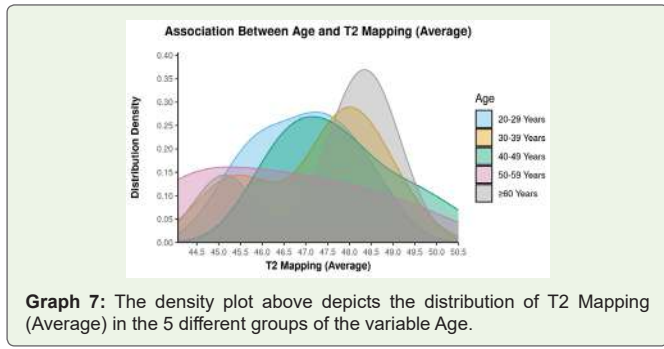 Association Between Age and T2 Mapping (Average)
0.40
0.35
0.30
0.25
0.20
0.15
0.10
0.05
0.00
Distribution Density
44.5 45.0 45.5 46.0 46.5 47.0 47.5 48.0 48.5 49.0 49.5 50.0 50.5
T2 Mapping (Average)
Age
20-29 Years
30-39 Years
40-49 Years
50-59 Years
≥60 Years
Graph 7: The density plot above depicts the distribution of T2 Mapping
(Average) in the 5 different groups of the variable Age.